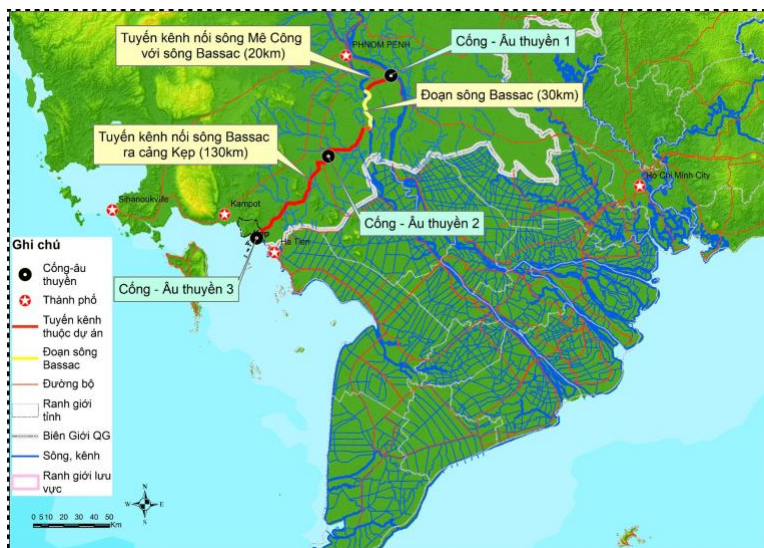 Tuyến kênh nối sông Mê Công
với sông Bassac (20km)
PHNOM PENH
Cống - Âu thuyền 1
Đoạn sông Bassac (30km)
Tuyến kênh nối sông Bassac
ra cảng Kẹp (130km)
Ho Chi Minh City
Sihanoukville
Kampot
Cống - Âu thuyền 2
Ha Tien
Cống - Âu thuyền 3
Ghi chú
Cống-âu
thuyền
Thành phố
Tuyến kênh
thuộc dự án
Đoạn sông
Bassac
Đường bộ
Ranh giới
tỉnh
Biên Giới QG
Sông, kênh
Ranh giới lưu
vực
N
W E
S
0 5 10 20 30 40 50
Km